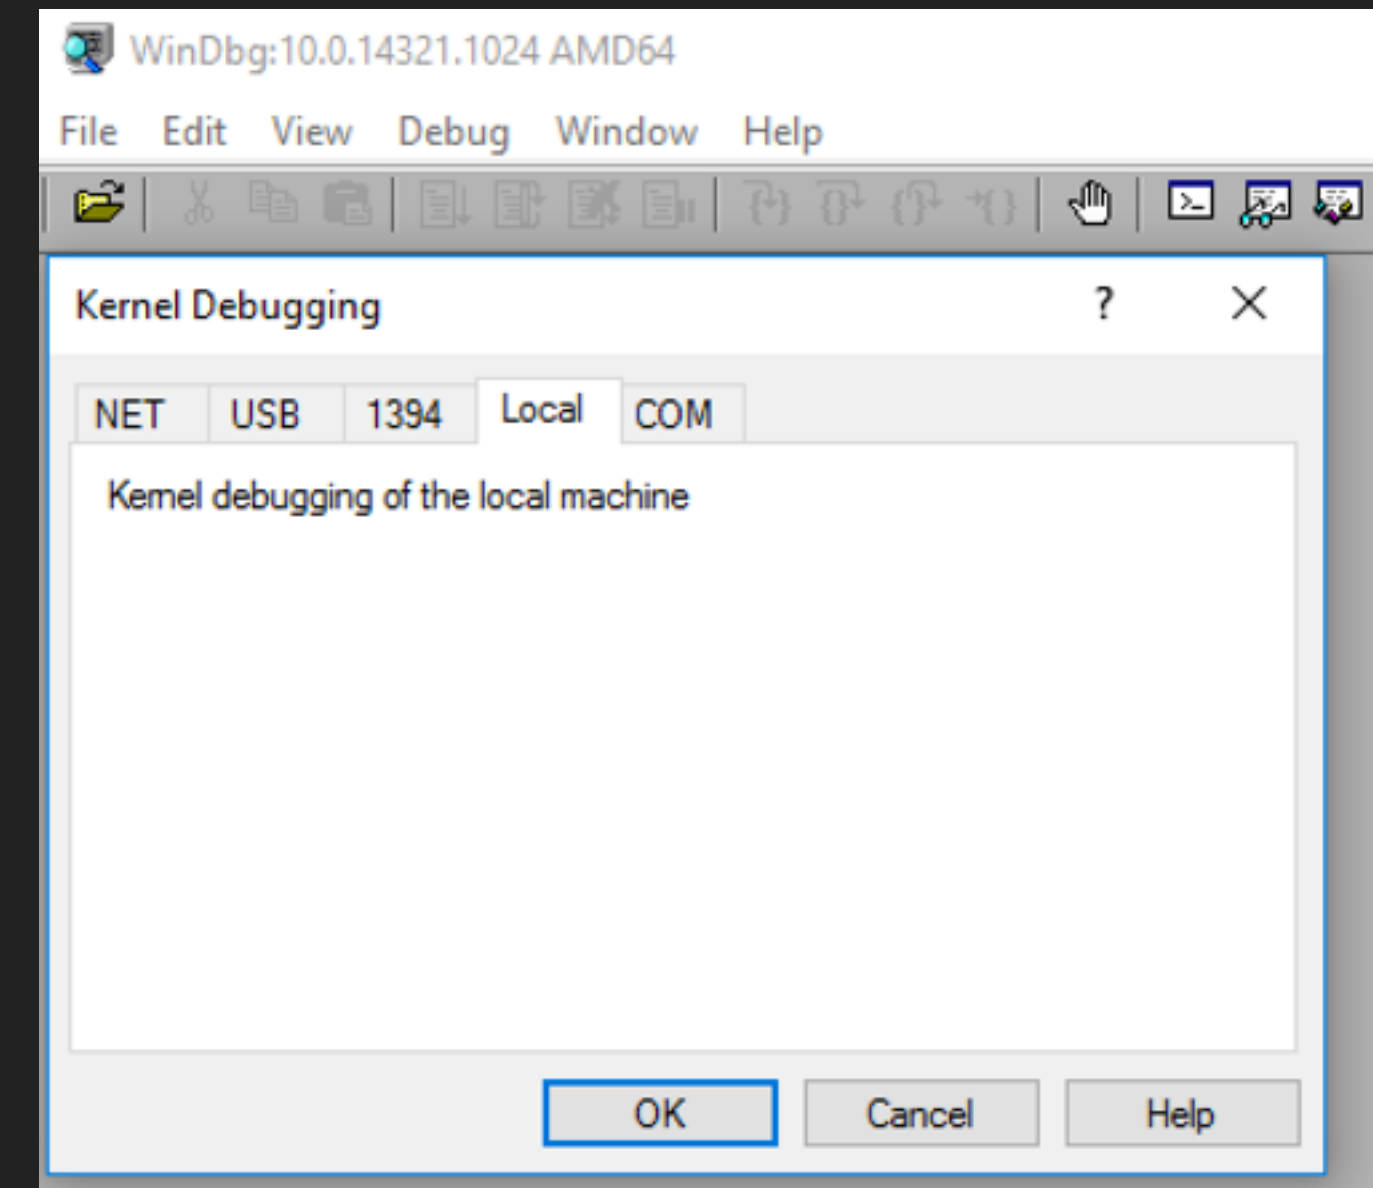 WinDbg:10.0.14321.1024 AMD64
File Edit View Debug Window Help
Kernel Debugging ?
NET USB 1394 Local COM
Kernel debugging of the local machine
OK Cancel Help